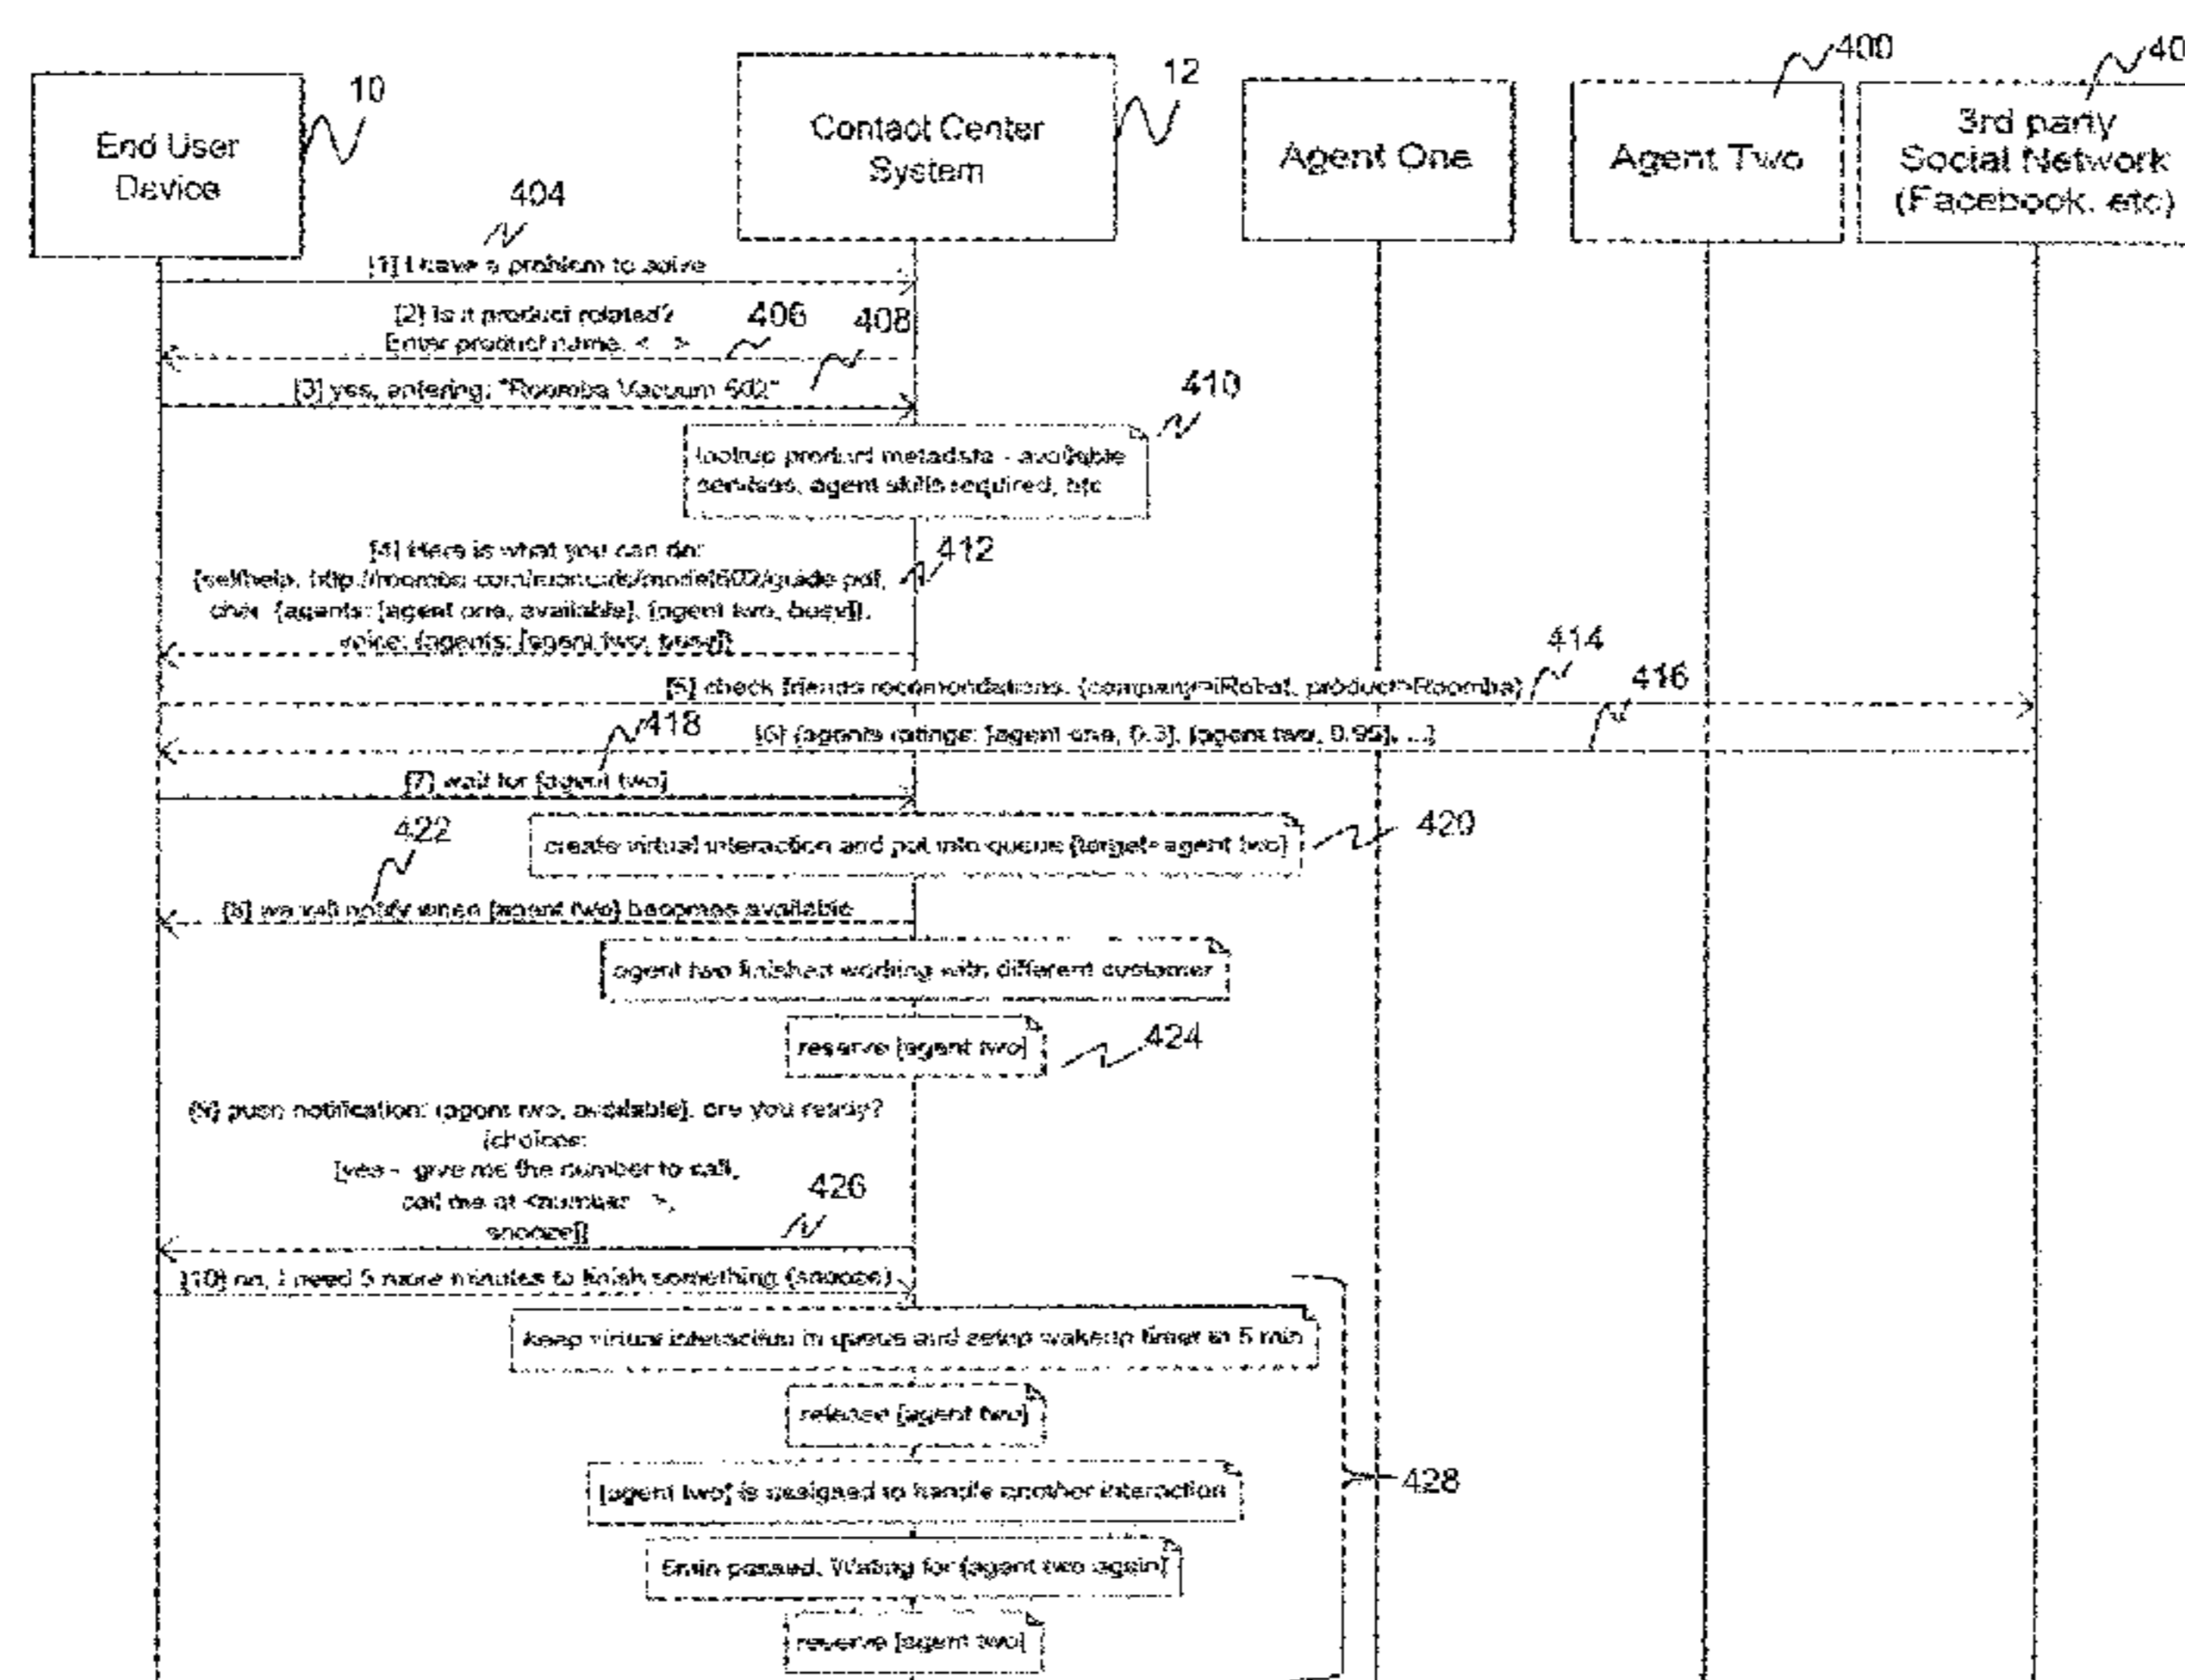 400
40
10
12
End User
Device
Contact Center
System
Agent One
Agent Two
3rd party
Social Network
(Facebook, etc)
404
[1] I have a problem to solve
[2] Is it product related?
406
408
Enter product name. < >
[3] yes, entering: "Roomba Vacuum
410
lookup product metadata - available
services, agent skills required, etc
[4] Here is what you can do:
412
{selfhelp,
{agents: [agent one, available], [agent two, busy]},
voice: {agents: [agent two, busy]}
414
[5] check friends recomendations. {company=iRobot, product=Roomba}
416
418
[6] {agents ratings: [agent one, 0.3], [agent two, 0.95], ...}
[7] wait for [agent two]
422
420
create virtual interaction and put into queue {target= agent two}
[8] we will notify when [agent two] becomes available
agent two finished working with different customer
reserve [agent two]
424
[9] push notification: [agent two, available], are you ready?
{choices:
[yes - give me the number to call,
call me at <number >,
426
snooze]}
[10] no, I need 5 more minutes to finish something (snooze)
keep virtual interaction in queue and setup wakeup timer in 5 min
release [agent two]
428
[agent two] is assigned to handle another interaction
5min passed. Waiting for [agent two again]
reserve [agent two]